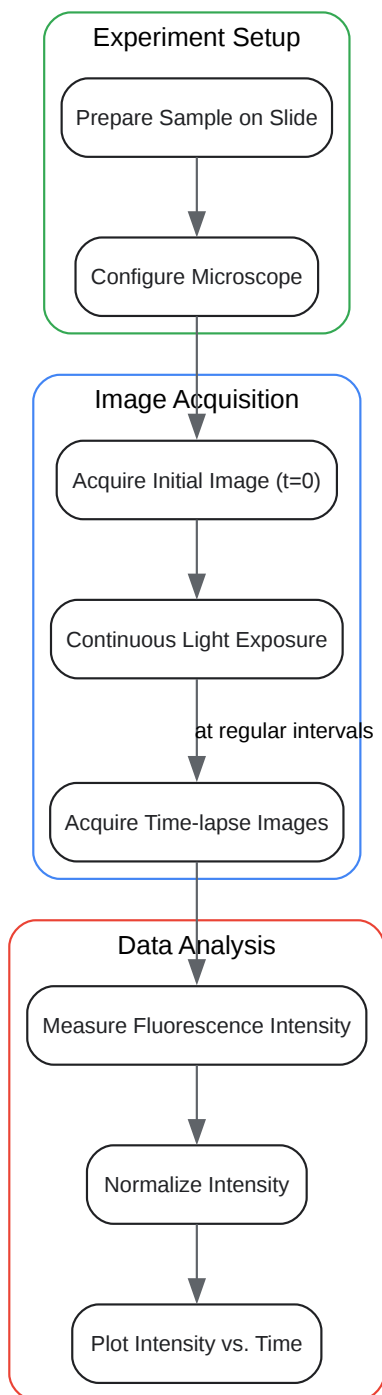 Experiment Setup
Prepare Sample on Slide
Configure Microscope
Image Acquisition
Acquire Initial Image (t=0)
Continuous Light Exposure
at regular intervals
Acquire Time-lapse Images
Data Analysis
Measure Fluorescence Intensity
Normalize Intensity
Plot Intensity vs. Time